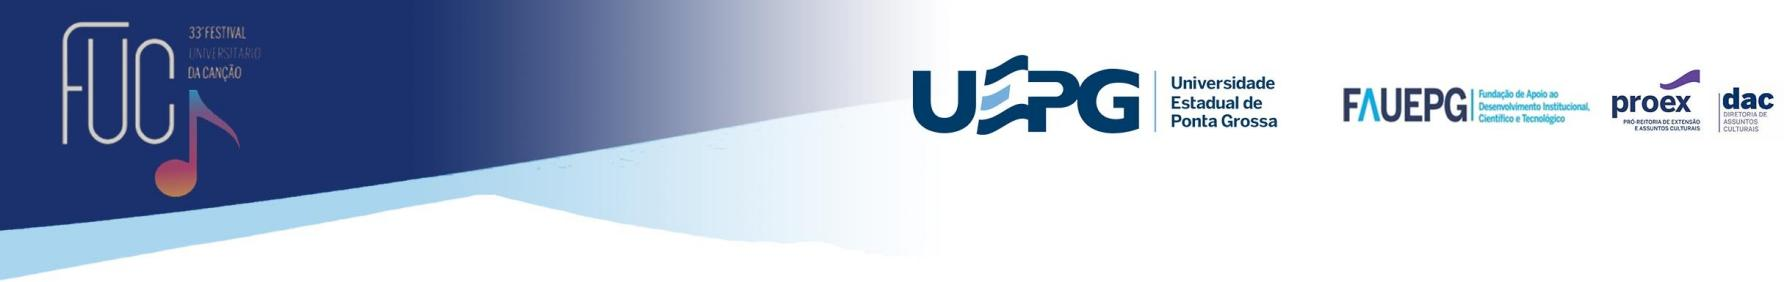 FUC
33º FESTIVAL
UNIVERSITÁRIO
DA CANÇÃO
UEPG
Universidade
Estadual de
Ponta Grossa
FAUEPG
Fundação de Apoio ao
Desenvolvimento Institucional,
Científico e Tecnológico
proex
PRÓ-REITORIA DE EXTENSÃO
E ASSUNTOS CULTURAIS
dac
DIRETORIA DE
ASSUNTOS
CULTURAIS